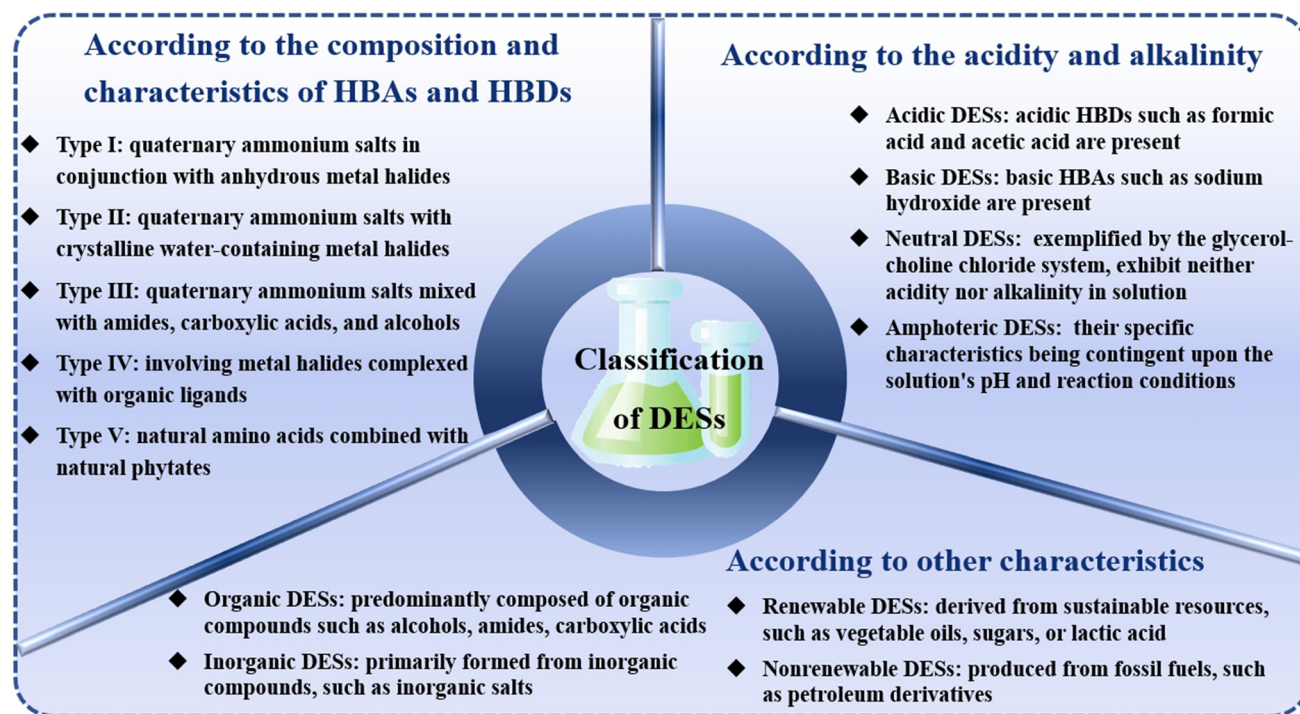 According to the composition and
characteristics of HBAs and HBDs
◆ Type I: quaternary ammonium salts in
conjunction with anhydrous metal halides
◆ Type II: quaternary ammonium salts with
crystalline water-containing metal halides
◆ Type III: quaternary ammonium salts mixed
with amides, carboxylic acids, and alcohols
◆ Type IV: involving metal halides complexed
with organic ligands
◆ Type V: natural amino acids combined with
natural phytates
According to the acidity and alkalinity
◆ Acidic DESs: acidic HBDs such as formic
acid and acetic acid are present
◆ Basic DESs: basic HBAs such as sodium
hydroxide are present
◆ Neutral DESs: exemplified by the glycerol-
choline chloride system, exhibit neither
acidity nor alkalinity in solution
◆ Amphoteric DESs: their specific
characteristics being contingent upon the
solution's pH and reaction conditions
Classification
of DESs
According to other characteristics
◆ Organic DESs: predominantly composed of organic
compounds such as alcohols, amides, carboxylic acids
◆ Inorganic DESs: primarily formed from inorganic
compounds, such as inorganic salts
◆ Renewable DESs: derived from sustainable resources,
such as vegetable oils, sugars, or lactic acid
◆ Nonrenewable DESs: produced from fossil fuels, such
as petroleum derivatives